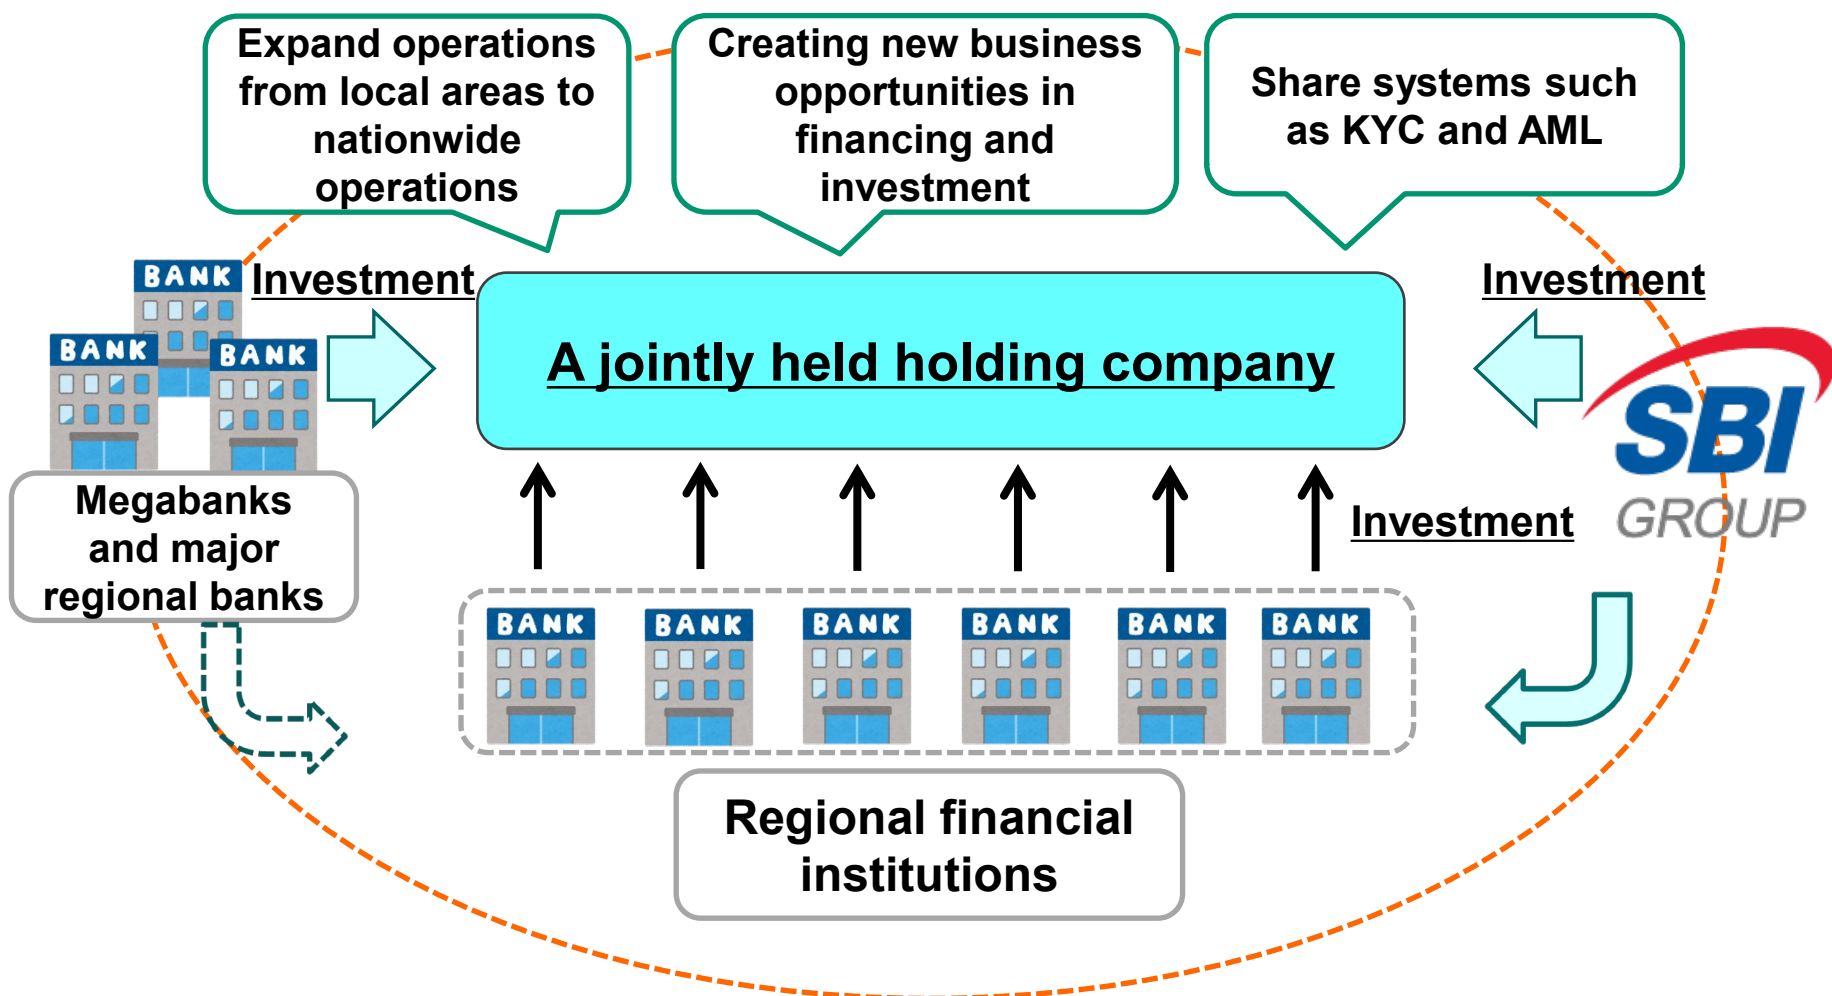 Expand operations
from local areas to
nationwide
operations
Creating new business
opportunities in
financing and
investment
Share systems such
as KYC and AML
BANK
BANK
BANK
Investment
A jointly held holding company
Investment
SBI
GROUP
Megabanks
and major
regional banks
Investment
BANK
BANK
BANK
BANK
BANK
BANK
Regional financial
institutions